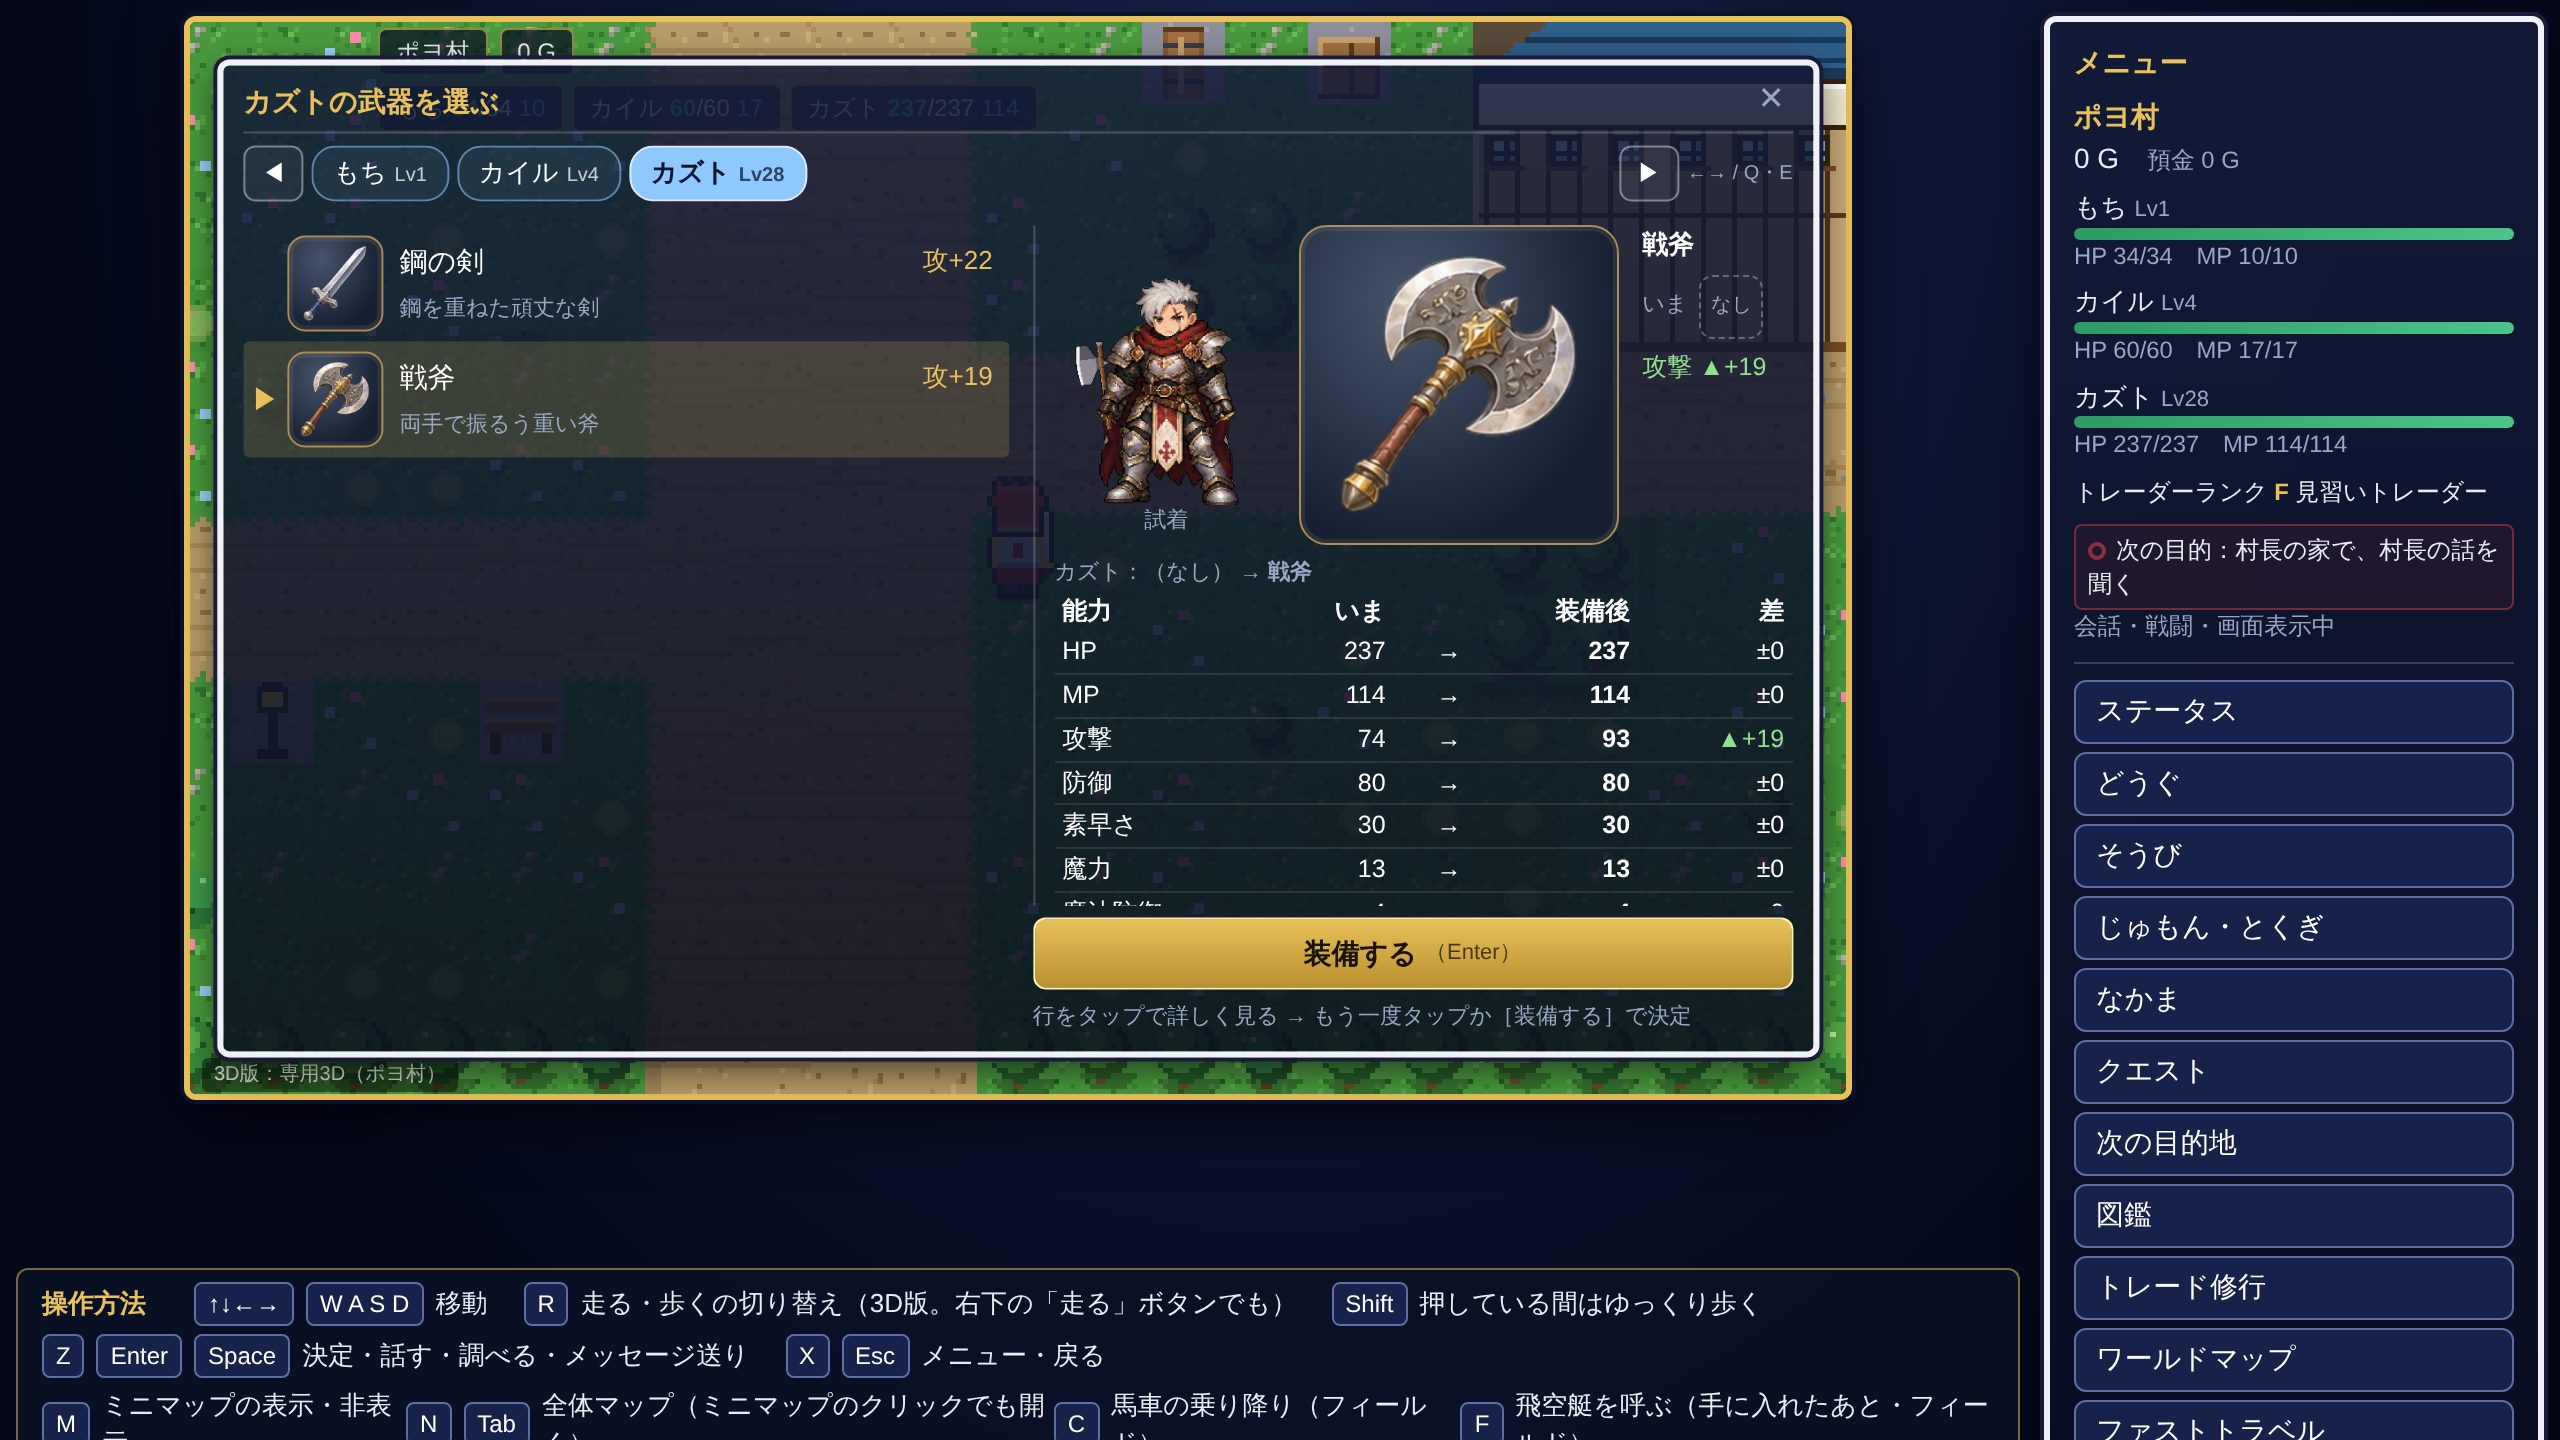 ポヨ村 0 G
カズトの武器を選ぶ 10 カイル 60/60 17 カズト 237/237 114 ×
◀ もち Lv1 カイル Lv4 カズト Lv28 ▶ ←→ / Q・E
鋼の剣 攻+22
鋼を重ねた頑丈な剣
▶ 戦斧 攻+19
両手で振るう重い斧
試着
戦斧
いま なし
攻撃 ▲+19
カズト：（なし） → 戦斧
能力 いま 装備後 差
HP 237 → 237 ±0
MP 114 → 114 ±0
攻撃 74 → 93 ▲+19
防御 80 → 80 ±0
素早さ 30 → 30 ±0
魔力 13 → 13 ±0
装備する （Enter）
行をタップで詳しく見る → もう一度タップか［装備する］で決定
3D版：専用3D（ポヨ村）
メニュー
ポヨ村
0 G 預金 0 G
もち Lv1
HP 34/34 MP 10/10
カイル Lv4
HP 60/60 MP 17/17
カズト Lv28
HP 237/237 MP 114/114
トレーダーランク F 見習いトレーダー
次の目的：村長の家で、村長の話を
聞く
会話・戦闘・画面表示中
ステータス
どうぐ
そうび
じゅもん・とくぎ
なかま
クエスト
次の目的地
図鑑
トレード修行
ワールドマップ
ファストトラベル
操作方法 ↑↓←→ W A S D 移動 R 走る・歩くの切り替え（3D版。右下の「走る」ボタンでも） Shift 押している間はゆっくり歩く
Z Enter Space 決定・話す・調べる・メッセージ送り X Esc メニュー・戻る
M ミニマップの表示・非表 N Tab 全体マップ（ミニマップのクリックでも開 C 馬車の乗り降り（フィール F 飛空艇を呼ぶ（手に入れたあと・フィー